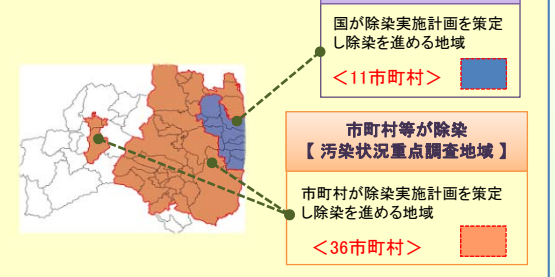 国が除染実施計画を策定
し除染を進める地域
＜11市町村＞
市町村等が除染
【 汚染状況重点調査地域 】
市町村が除染実施計画を策定
し除染を進める地域
＜36市町村＞